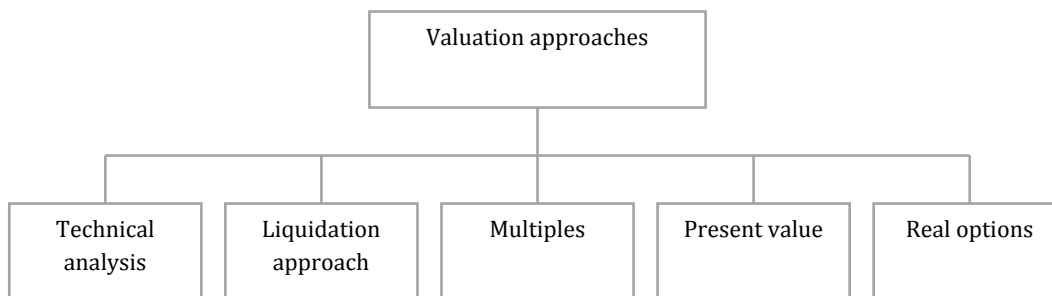 Valuation approaches
Technical
analysis
Liquidation
approach
Multiples
Present value
Real options